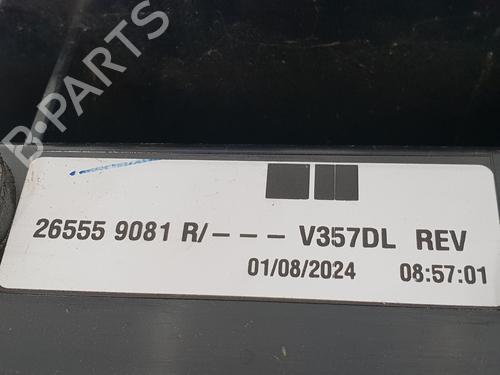 B-PARTS
26555 9081 R/--- V357DL REV
01/08/2024 08:57:01